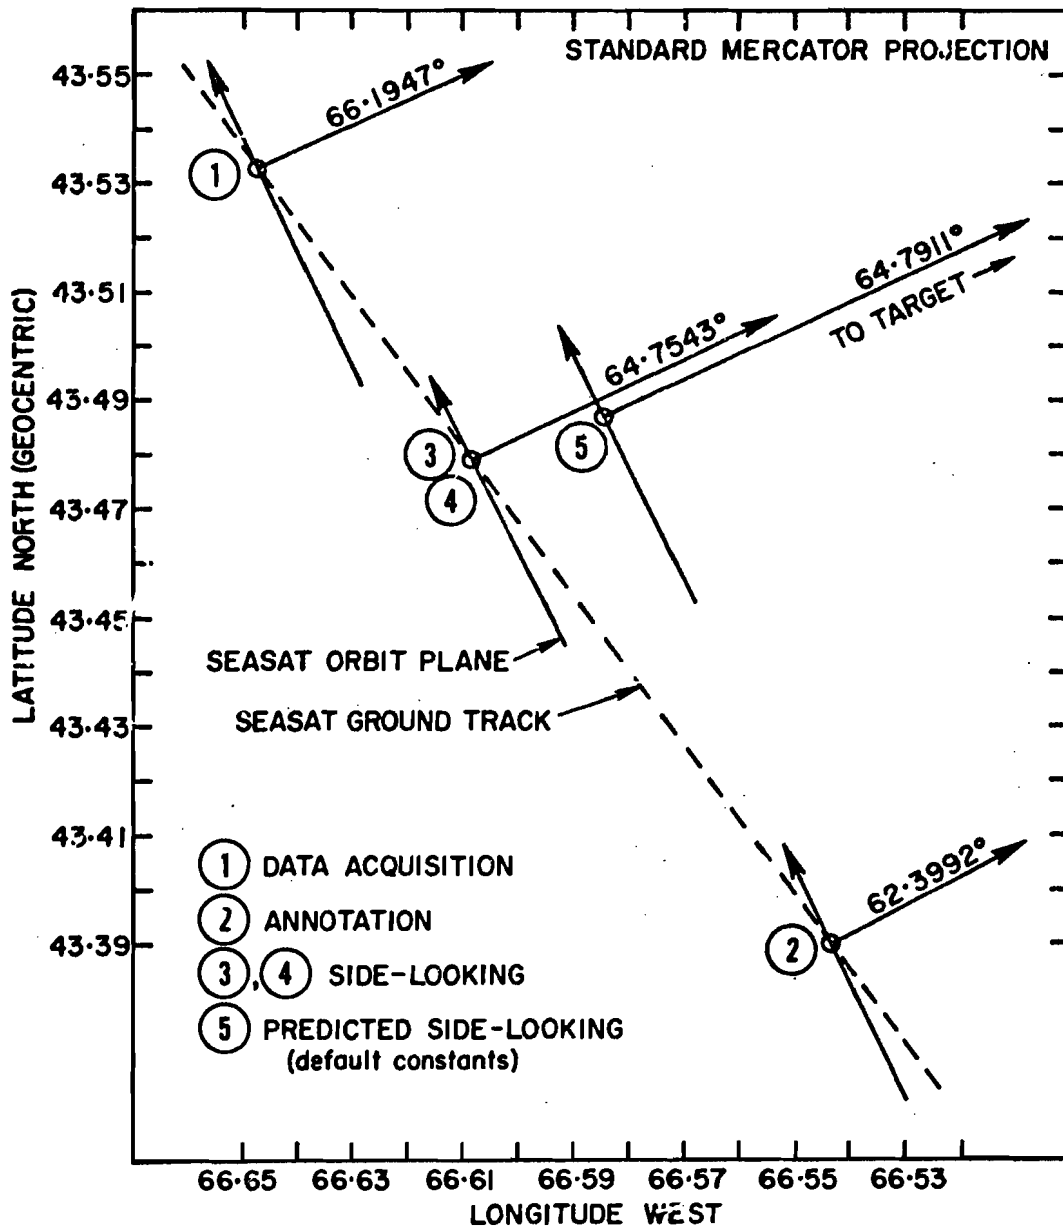 STANDARD MERCATOR PROJECTION
43.55
43.53
43.51
43.49
43.47
43.45
43.43
43.41
43.39
LATITUDE NORTH (GEOCENTRIC)
66.1947°
1
64.7911°
TO TARGET
64.7543°
3
4
5
SEASAT ORBIT PLANE
SEASAT GROUND TRACK
62.3992°
2
1 DATA ACQUISITION
2 ANNOTATION
3, 4 SIDE-LOOKING
5 PREDICTED SIDE-LOOKING
(default constants)
66.65 66.63 66.61 66.59 66.57 66.55 66.53
LONGITUDE WEST